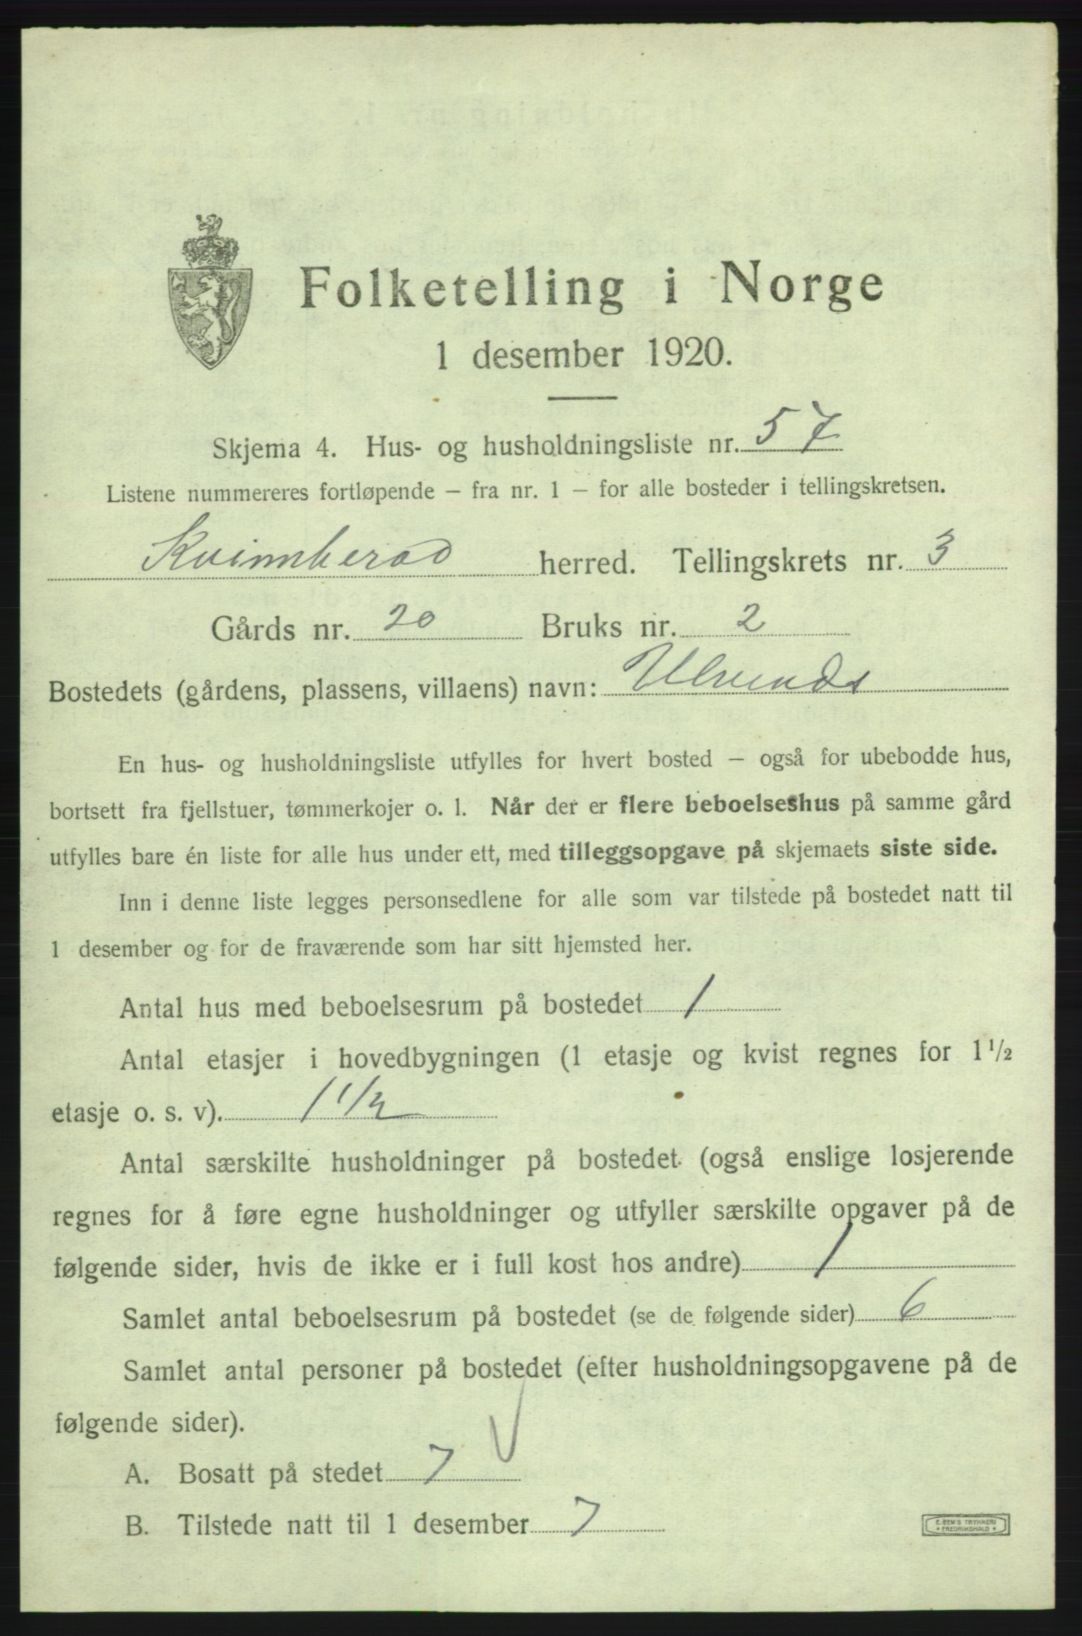 Folketelling i Norge
1 desember 1920.
Skjema 4. Hus- og husholdningsliste nr. 57
Listene nummereres fortløpende – fra nr. 1 – for alle bosteder i tellingskretsen.
Kvinnherad herred. Tellingskrets nr. 3
Gårds nr. 20 Bruks nr. 2
Bostedets (gårdens, plassens, villaens) navn:
En hus- og husholdningsliste utfylles for hvert bosted – også for ubebodde hus,
bortsett fra fjellstuer, tømmerkojer o. l. Når der er flere beboelseshus på samme gård
utfylles bare én liste for alle hus under ett, med tilleggsopgave på skjemaets siste side.
Inn i denne liste legges personsedlene for alle som var tilstede på bostedet natt til
1 desember og for de fraværende som har sitt hjemsted her.
Antal hus med beboelsesrum på bostedet 1
Antal etasjer i hovedbygningen (1 etasje og kvist regnes for 1 1/2
etasje o. s. v). 1 1/2
Antal særskilte husholdninger på bostedet (også enslige losjerende
regnes for å føre egne husholdninger og utfyller særskilte opgaver på de
følgende sider, hvis de ikke er i full kost hos andre) 1
Samlet antal beboelsesrum på bostedet (se de følgende sider) 6
Samlet antal personer på bostedet (efter husholdningsopgavene på de
følgende sider).
A. Bosatt på stedet 7
B. Tilstede natt til 1 desember 7
E. SEM'S TRYKKERI
FREDRIKSHALD